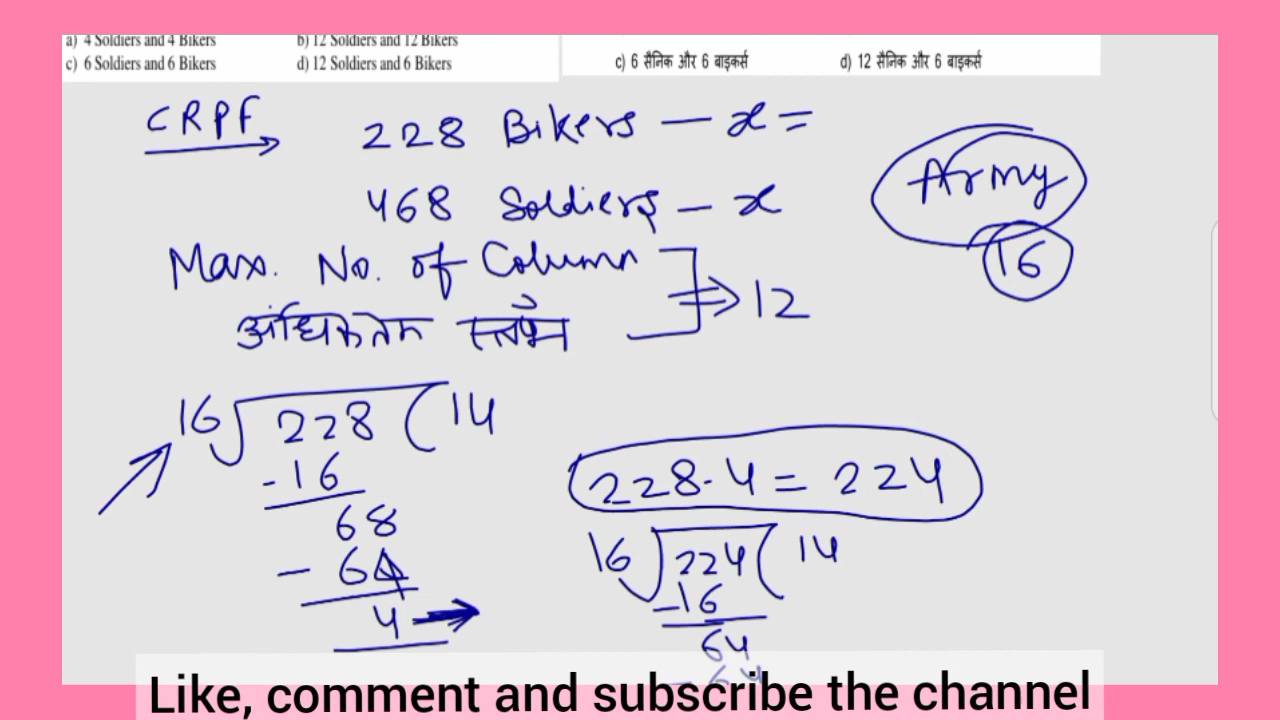 a) 4 Soldiers and 4 Bikers b) 12 Soldiers and 12 Bikers
c) 6 Soldiers and 6 Bikers d) 12 Soldiers and 6 Bikers
c) 6 सैनिक और 6 बाइकर्स d) 12 सैनिक और 6 बाइकर्स
CRPF
228 Bikers - x =
468 Soldiers - x
Army
16
Max. No. of Column
12
16 228 14
-16
68
- 64
4
228-4 = 224
16 224 14
-16
64
- 64
Like, comment and subscribe the channel